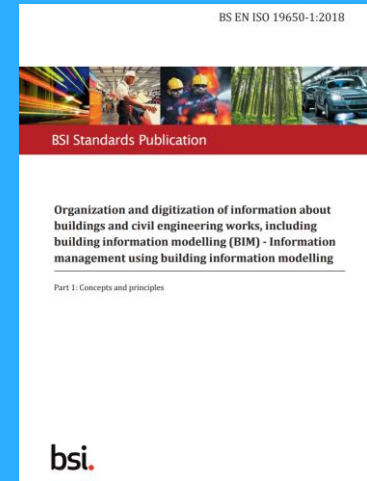 BS EN ISO 19650-1:2018
BSI Standards Publication
Organization and digitization of information about
buildings and civil engineering works, including
building information modelling (BIM) - Information
management using building information modelling
Part 1: Concepts and principles
bsi.